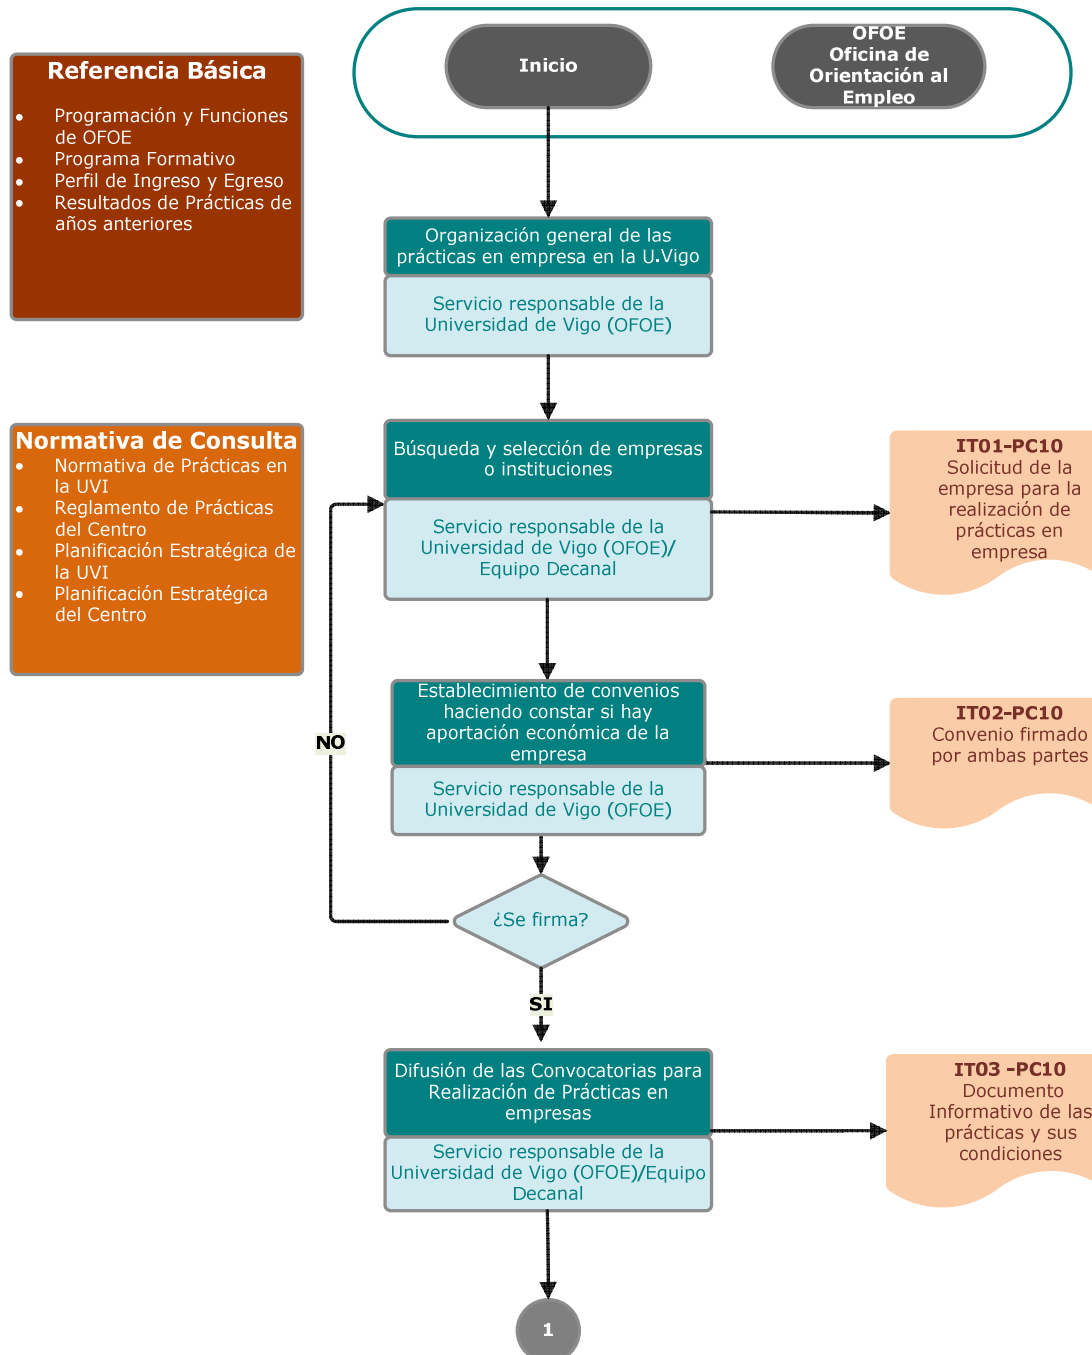 Inicio
OFOE
Oficina de
Orientación al
Empleo
Referencia Básica
• Programación y Funciones
de OFOE
• Programa Formativo
• Perfil de Ingreso y Egreso
• Resultados de Prácticas de
años anteriores
Organización general de las
prácticas en empresa en la U.Vigo
Servicio responsable de la
Universidad de Vigo (OFOE)
Normativa de Consulta
• Normativa de Prácticas en
la UVI
• Reglamento de Prácticas
del Centro
• Planificación Estratégica de
la UVI
• Planificación Estratégica
del Centro
Búsqueda y selección de empresas
o instituciones
Servicio responsable de la
Universidad de Vigo (OFOE)/
Equipo Decanal
IT01-PC10
Solicitud de la
empresa para la
realización de
prácticas en
empresa
Establecimiento de convenios
haciendo constar si hay
aportación económica de la
empresa
Servicio responsable de la
Universidad de Vigo (OFOE)
IT02-PC10
Convenio firmado
por ambas partes
NO
¿Se firma?
SI
Difusión de las Convocatorias para
Realización de Prácticas en
empresas
Servicio responsable de la
Universidad de Vigo (OFOE)/Equipo
Decanal
IT03 -PC10
Documento
Informativo de las
prácticas y sus
condiciones
1